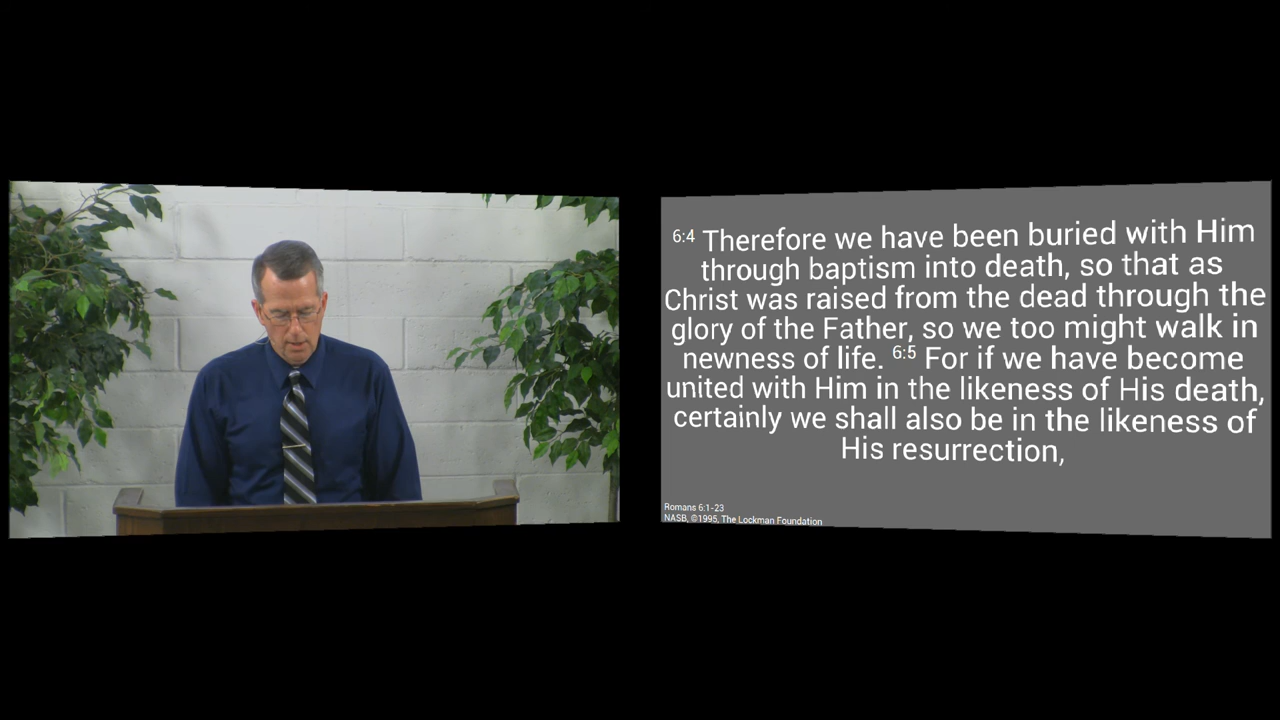 6:4 Therefore we have been buried with Him
through baptism into death, so that as
Christ was raised from the dead through the
glory of the Father, so we too might walk in
newness of life. 6:5 For if we have become
united with Him in the likeness of His death,
certainly we shall also be in the likeness of
His resurrection,
Romans 6:1-23
NASB, ©1995, The Lockman Foundation